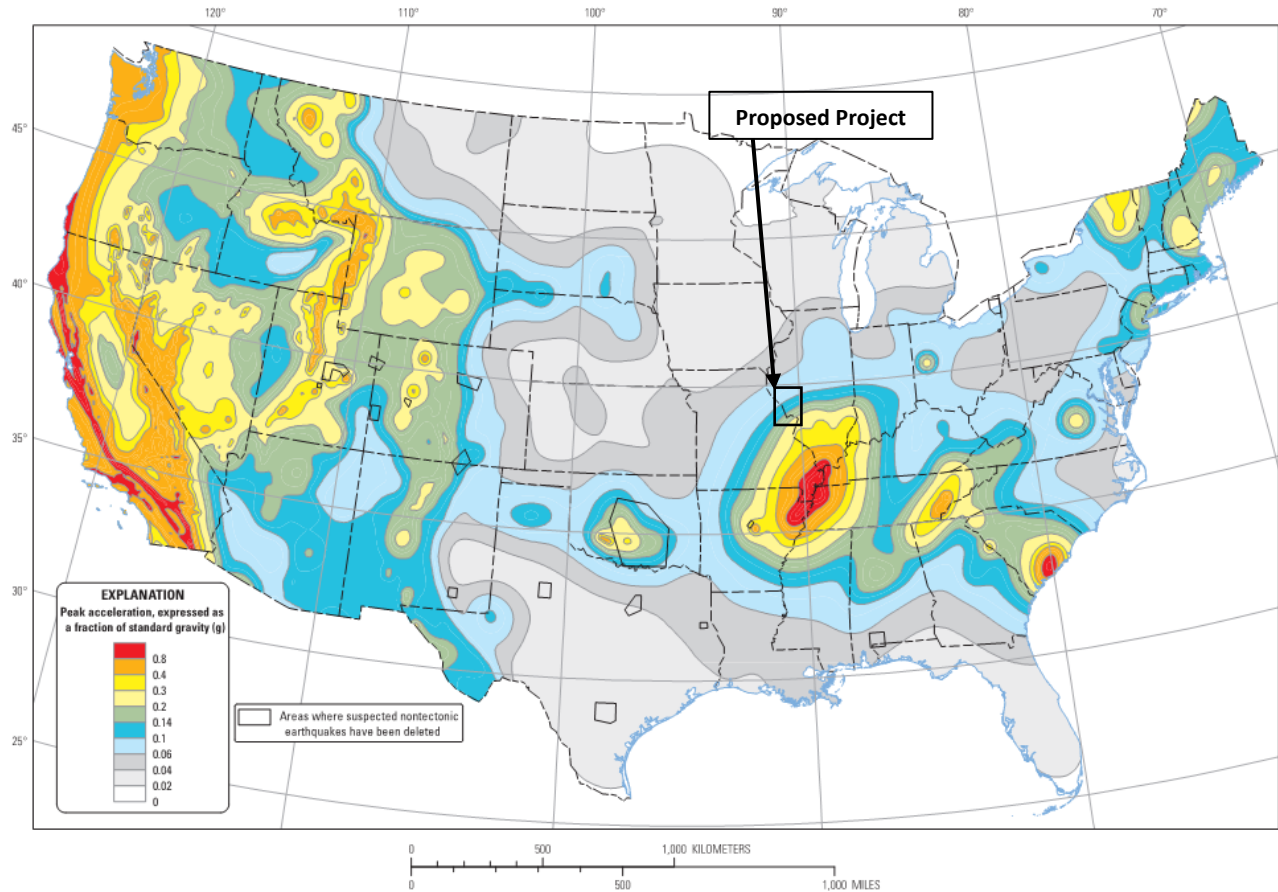 120°
110°
100°
90°
80°
70°
45°
40°
35°
30°
25°
Proposed Project
EXPLANATION
Peak acceleration, expressed as
a fraction of standard gravity (g)
0.8
0.4
0.3
0.2
0.14
0.1
0.06
0.04
0.02
0
Areas where suspected nontectonic
earthquakes have been deleted
0 500 1,000 KILOMETERS
0 500 1,000 MILES